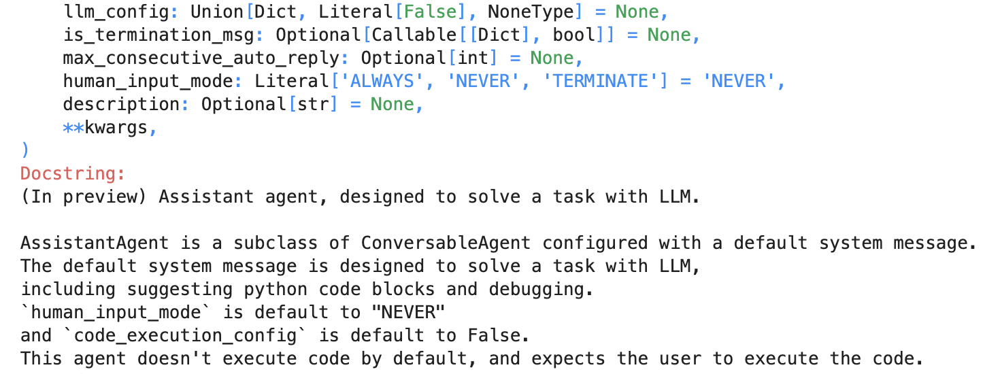 llm_config: Union[Dict, Literal[False], NoneType] = None,
    is_termination_msg: Optional[Callable[[Dict], bool]] = None,
    max_consecutive_auto_reply: Optional[int] = None,
    human_input_mode: Literal['ALWAYS', 'NEVER', 'TERMINATE'] = 'NEVER',
    description: Optional[str] = None,
    **kwargs,
)
Docstring:
(In preview) Assistant agent, designed to solve a task with LLM.

AssistantAgent is a subclass of ConversableAgent configured with a default system message.
The default system message is designed to solve a task with LLM,
including suggesting python code blocks and debugging.
`human_input_mode` is default to "NEVER"
and `code_execution_config` is default to False.
This agent doesn't execute code by default, and expects the user to execute the code.